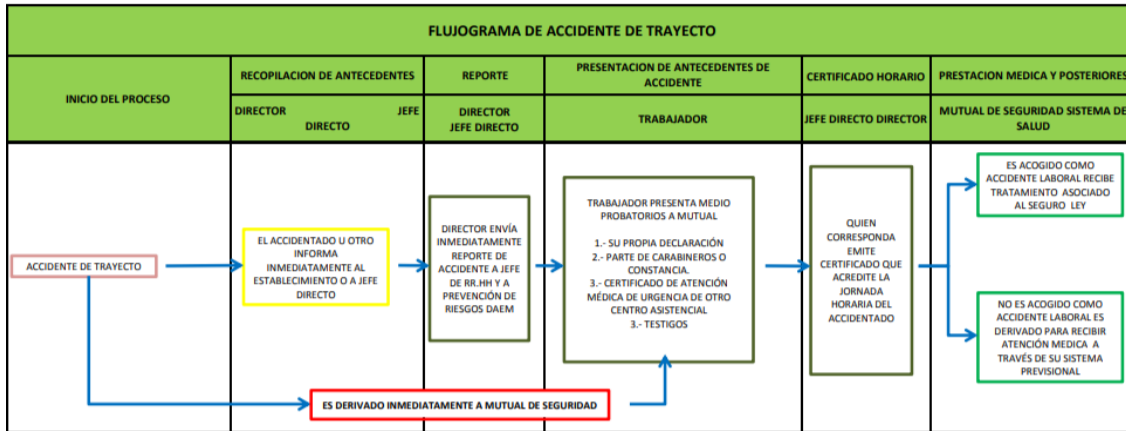 FLUJOGRAMA DE ACCIDENTE DE TRAYECTO
INICIO DEL PROCESO
RECOPILACION DE ANTECEDENTES
REPORTE
PRESENTACION DE ANTECEDENTES DE
ACCIDENTE
CERTIFICADO HORARIO
PRESTACION MEDICA Y POSTERIORES
DIRECTOR JEFE
DIRECTO
DIRECTOR
JEFE DIRECTO
TRABAJADOR
JEFE DIRECTO DIRECTOR
MUTUAL DE SEGURIDAD SISTEMA DE
SALUD
ACCIDENTE DE TRAYECTO
EL ACCIDENTADO U OTRO
INFORMA
INMEDIATAMENTE AL
ESTABLECIMIENTO O A JEFE
DIRECTO
DIRECTOR ENVÍA
INMEDIATAMENTE
REPORTE DE
ACCIDENTE A JEFE
DE RR.HH Y A
PREVENCIÓN DE
RIESGOS DAEM
TRABAJADOR PRESENTA MEDIO
PROBATORIOS A MUTUAL
1.- SU PROPIA DECLARACIÓN
2.- PARTE DE CARABINEROS O
CONSTANCIA.
3.- CERTIFICADO DE ATENCIÓN
MÉDICA DE URGENCIA DE OTRO
CENTRO ASISTENCIAL
3.- TESTIGOS
QUIEN
CORRESPONDA
EMITE
CERTIFICADO QUE
ACREDITE LA
JORNADA
HORARIA DEL
ACCIDENTADO
ES ACOGIDO COMO
ACCIDENTE LABORAL RECIBE
TRATAMIENTO ASOCIADO
AL SEGURO LEY
NO ES ACOGIDO COMO
ACCIDENTE LABORAL ES
DERIVADO PARA RECIBIR
ATENCIÓN MEDICA A
TRAVÉS DE SU SISTEMA
PREVISIONAL
ES DERIVADO INMEDIATAMENTE A MUTUAL DE SEGURIDAD